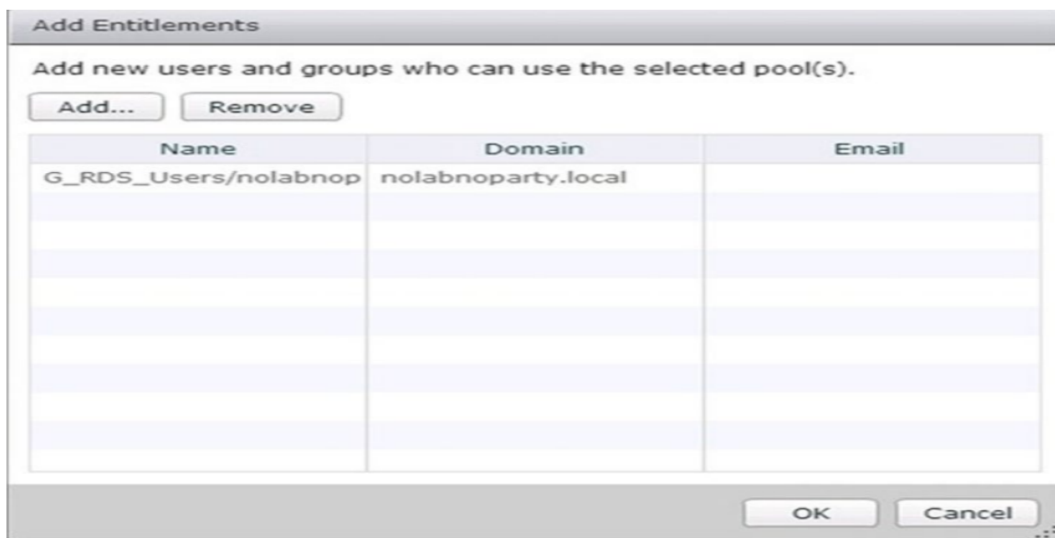 Add Entitlements
Add new users and groups who can use the selected pool(s).
Add... Remove
Name Domain Email
G_RDS_Users/nolabnop nolabnoparty.local
OK Cancel